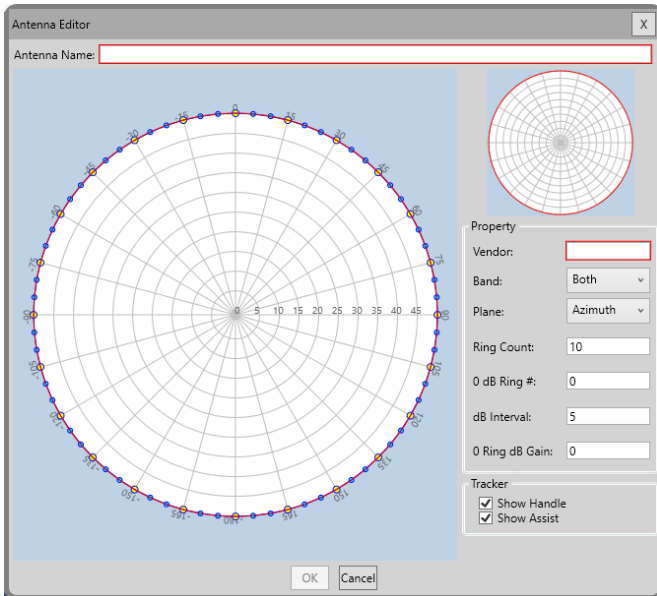 Antenna Editor X
Antenna Name:
0
15
30
45
60
75
90
105
120
135
150
165
-180
-165
-150
-135
-120
-105
-90
-75
-60
-45
-30
-15
0 5 10 15 20 25 30 35 40 45
Property
Vendor:
Band: Both
Plane: Azimuth
Ring Count: 10
0 dB Ring #: 0
dB Interval: 5
0 Ring dB Gain: 0
Tracker
Show Handle
Show Assist
OK Cancel